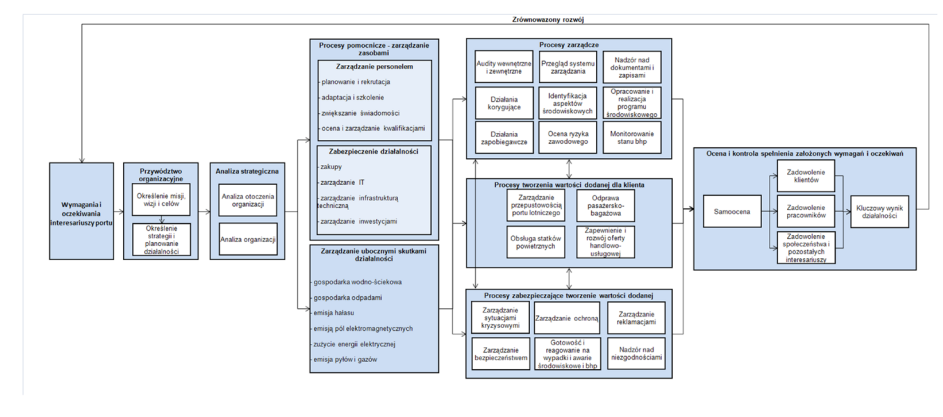 Zrównoważony rozwój
Wymagania i
oczekiwania
interesariuszy portu
Przywództwo
organizacyjne
Określenie misji,
wizji i celów
Określenie
strategii i
planowanie
działalności
Analiza strategiczna
Analiza otoczenia
organizacji
Analiza organizacji
Procesy pomocnicze - zarządzanie
zasobami
Zarządzanie personelem
- planowanie i rekrutacja
- adaptacja i szkolenie
- zwiększanie świadomości
- ocena i zarządzanie kwalifikacjami
Zabezpieczenie działalności
- zakupy
- zarządzanie IT
- zarządzanie infrastrukturą
techniczną
- zarządzanie inwestycjami
Zarządzanie ubocznymi skutkami
działalności
- gospodarka wodno-ściekowa
- gospodarka odpadami
- emisja hałasu
- emisją pól elektromagnetycznych
- zużycie energii elektrycznej
- emisja pyłów i gazów
Procesy zarządcze
Audity wewnętrzne
i zewnętrzne
Przegląd systemu
zarządzania
Nadzór nad
dokumentami i
zapisami
Działania
korygujące
Identyfikacja
aspektów
środowiskowych
Opracowanie i
realizacja
programu
środowiskowego
Działania
zapobiegawcze
Ocena ryzyka
zawodowego
Monitorowanie
stanu bhp
Procesy tworzenia wartości dodanej dla klienta
Zarządzanie
przepustowością
portu lotniczego
Odprawa
pasażersko-
bagażowa
Obsługa statków
powietrznych
Zapewnienie i
rozwój oferty
handlowo-
usługowej
Procesy zabezpieczające tworzenie wartości dodanej
Zarządzanie
sytuacjami
kryzysowymi
Zarządzanie ochroną
Zarządzanie
reklamacjami
Zarządzanie
bezpieczeństwem
Gotowość i
reagowanie na
wypadki i awarie
środowiskowe i bhp
Nadzór nad
niezgodnościami
Ocena i kontrola spełnienia założonych wymagań i oczekiwań
Samoocena
Zadowolenie
klientów
Zadowolenie
pracowników
Zadowolenie
społeczeństwa i
pozostałych
interesariuszy
Kluczowy wynik
działalności